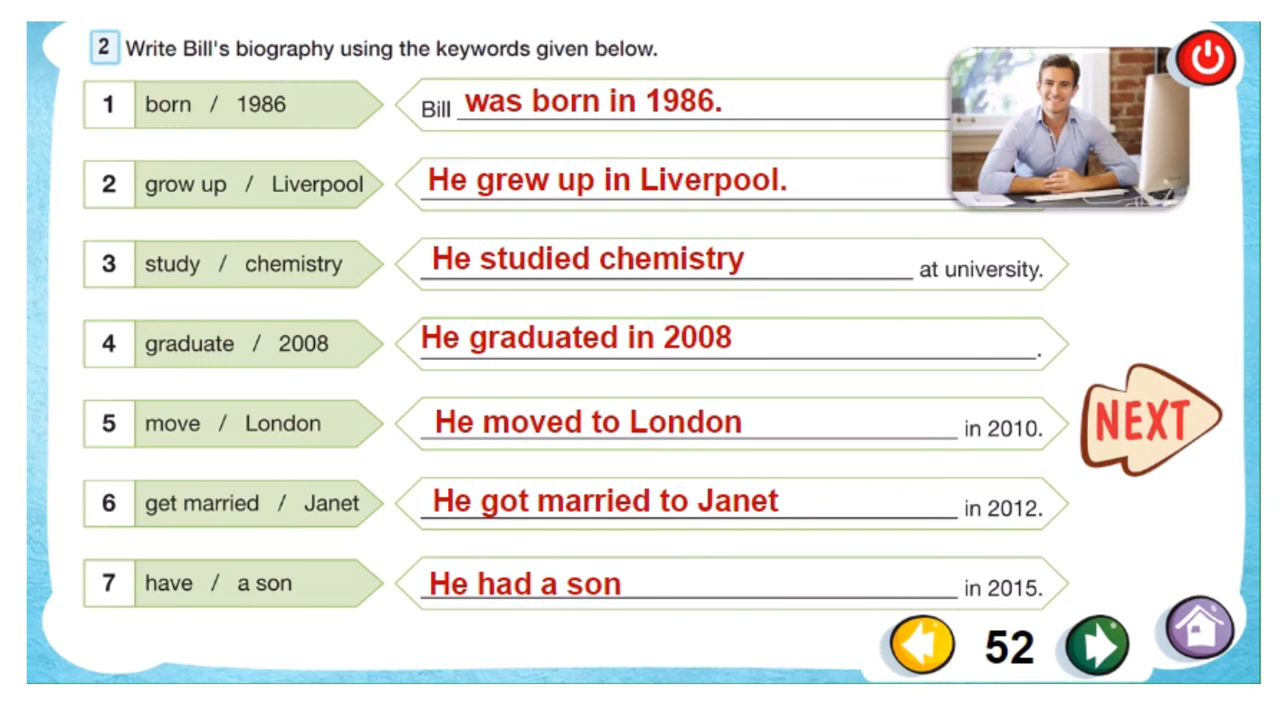 2 Write Bill's biography using the keywords given below.
1 born / 1986 Bill was born in 1986.
2 grow up / Liverpool He grew up in Liverpool.
3 study / chemistry He studied chemistry at university.
4 graduate / 2008 He graduated in 2008 .
5 move / London He moved to London in 2010.
NEXT
6 get married / Janet He got married to Janet in 2012.
7 have / a son He had a son in 2015.
52